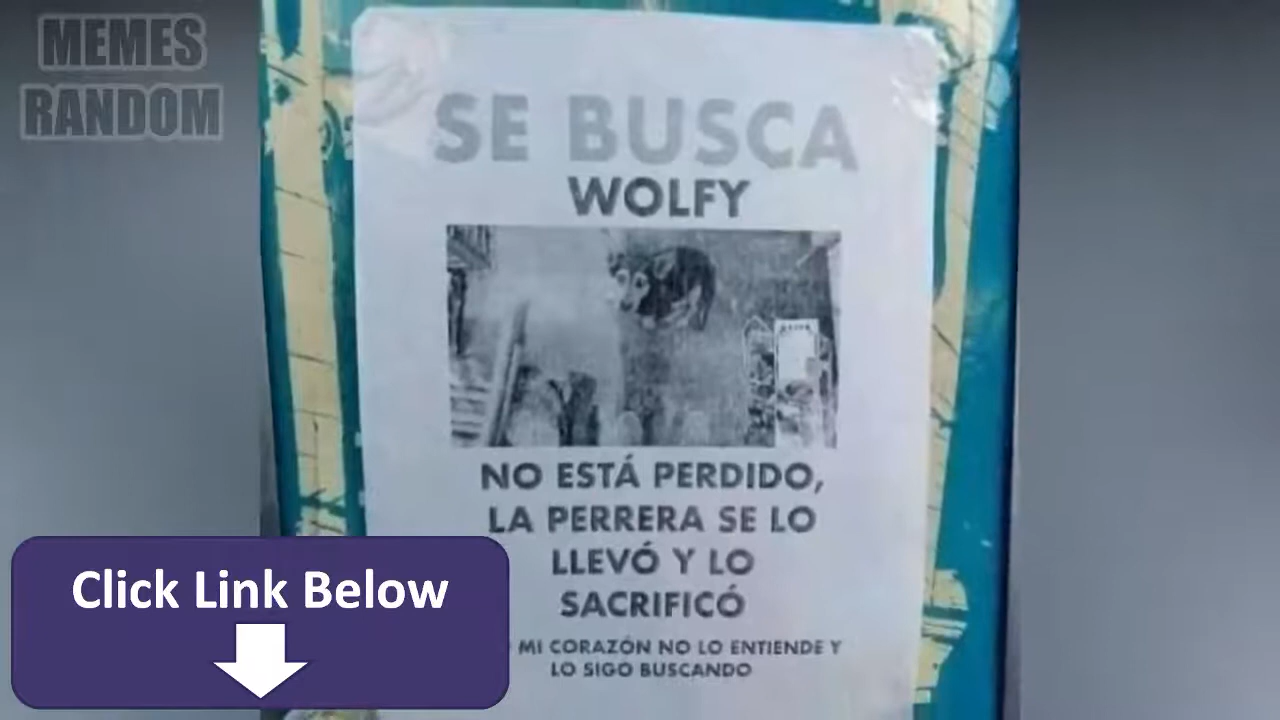 MEMES
RANDOM
SE BUSCA
WOLFY
NO ESTÁ PERDIDO,
LA PERRERA SE LO
LLEVÓ Y LO
SACRIFICÓ
MI CORAZÓN NO LO ENTIENDE Y
LO SIGO BUSCANDO
Click Link Below